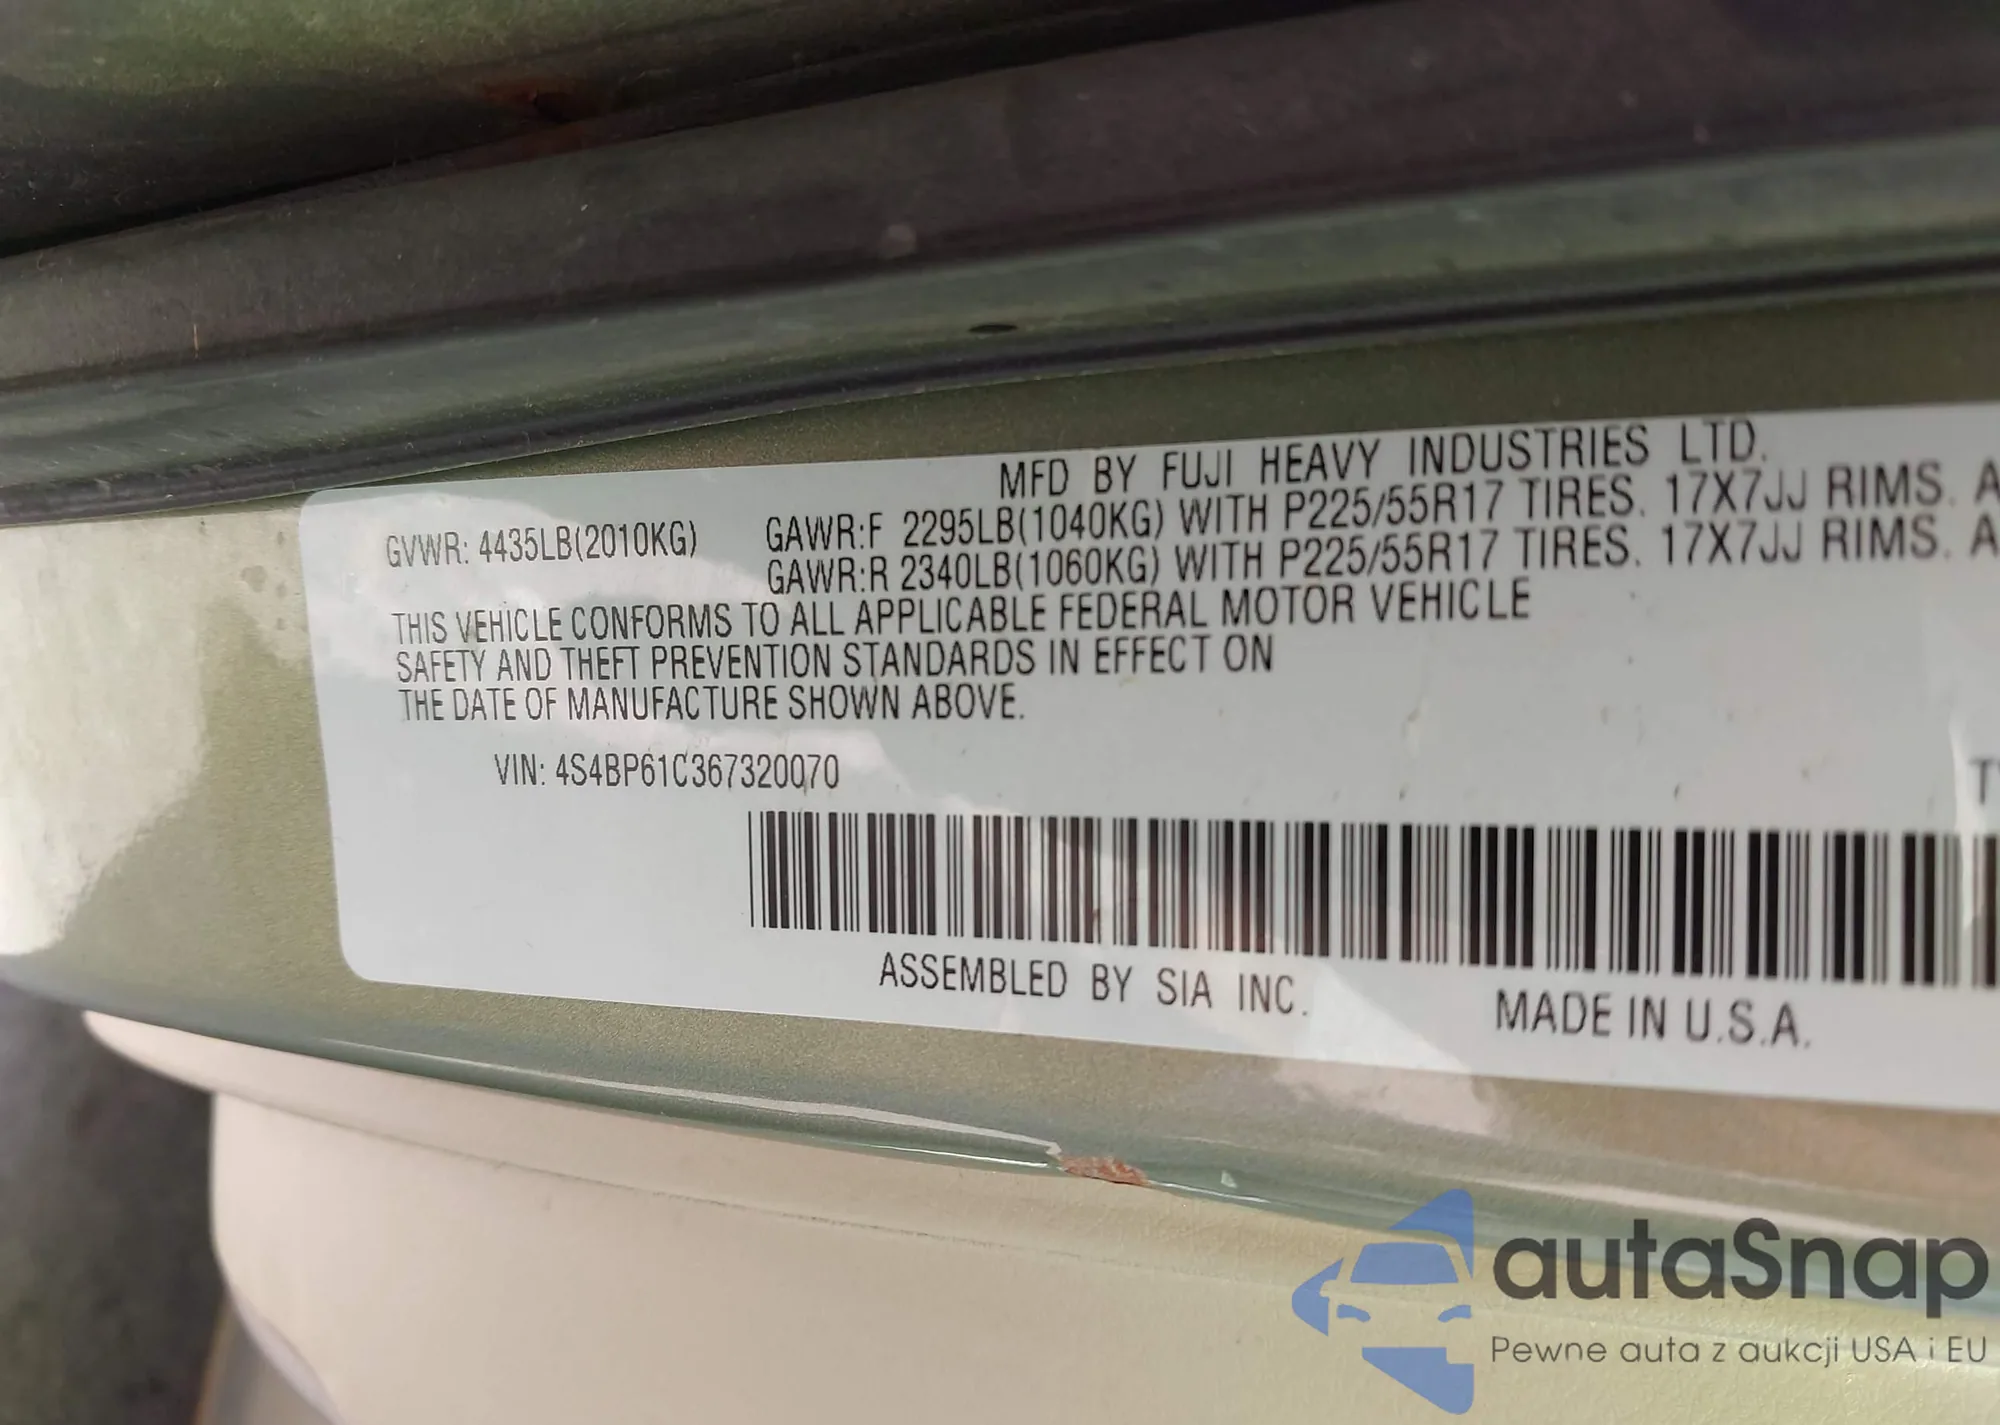 MFD BY FUJI HEAVY INDUSTRIES LTD.
GVWR: 4435LB(2010KG) GAWR:F 2295LB(1040KG) WITH P225/55R17 TIRES. 17X7JJ RIMS. A
GAWR:R 2340LB(1060KG) WITH P225/55R17 TIRES. 17X7JJ RIMS. A
THIS VEHICLE CONFORMS TO ALL APPLICABLE FEDERAL MOTOR VEHICLE
SAFETY AND THEFT PREVENTION STANDARDS IN EFFECT ON
THE DATE OF MANUFACTURE SHOWN ABOVE.
VIN: 4S4BP61C367320070
ASSEMBLED BY SIA INC. MADE IN U.S.A.
autaSnap
Pewne auta z aukcji USA i EU